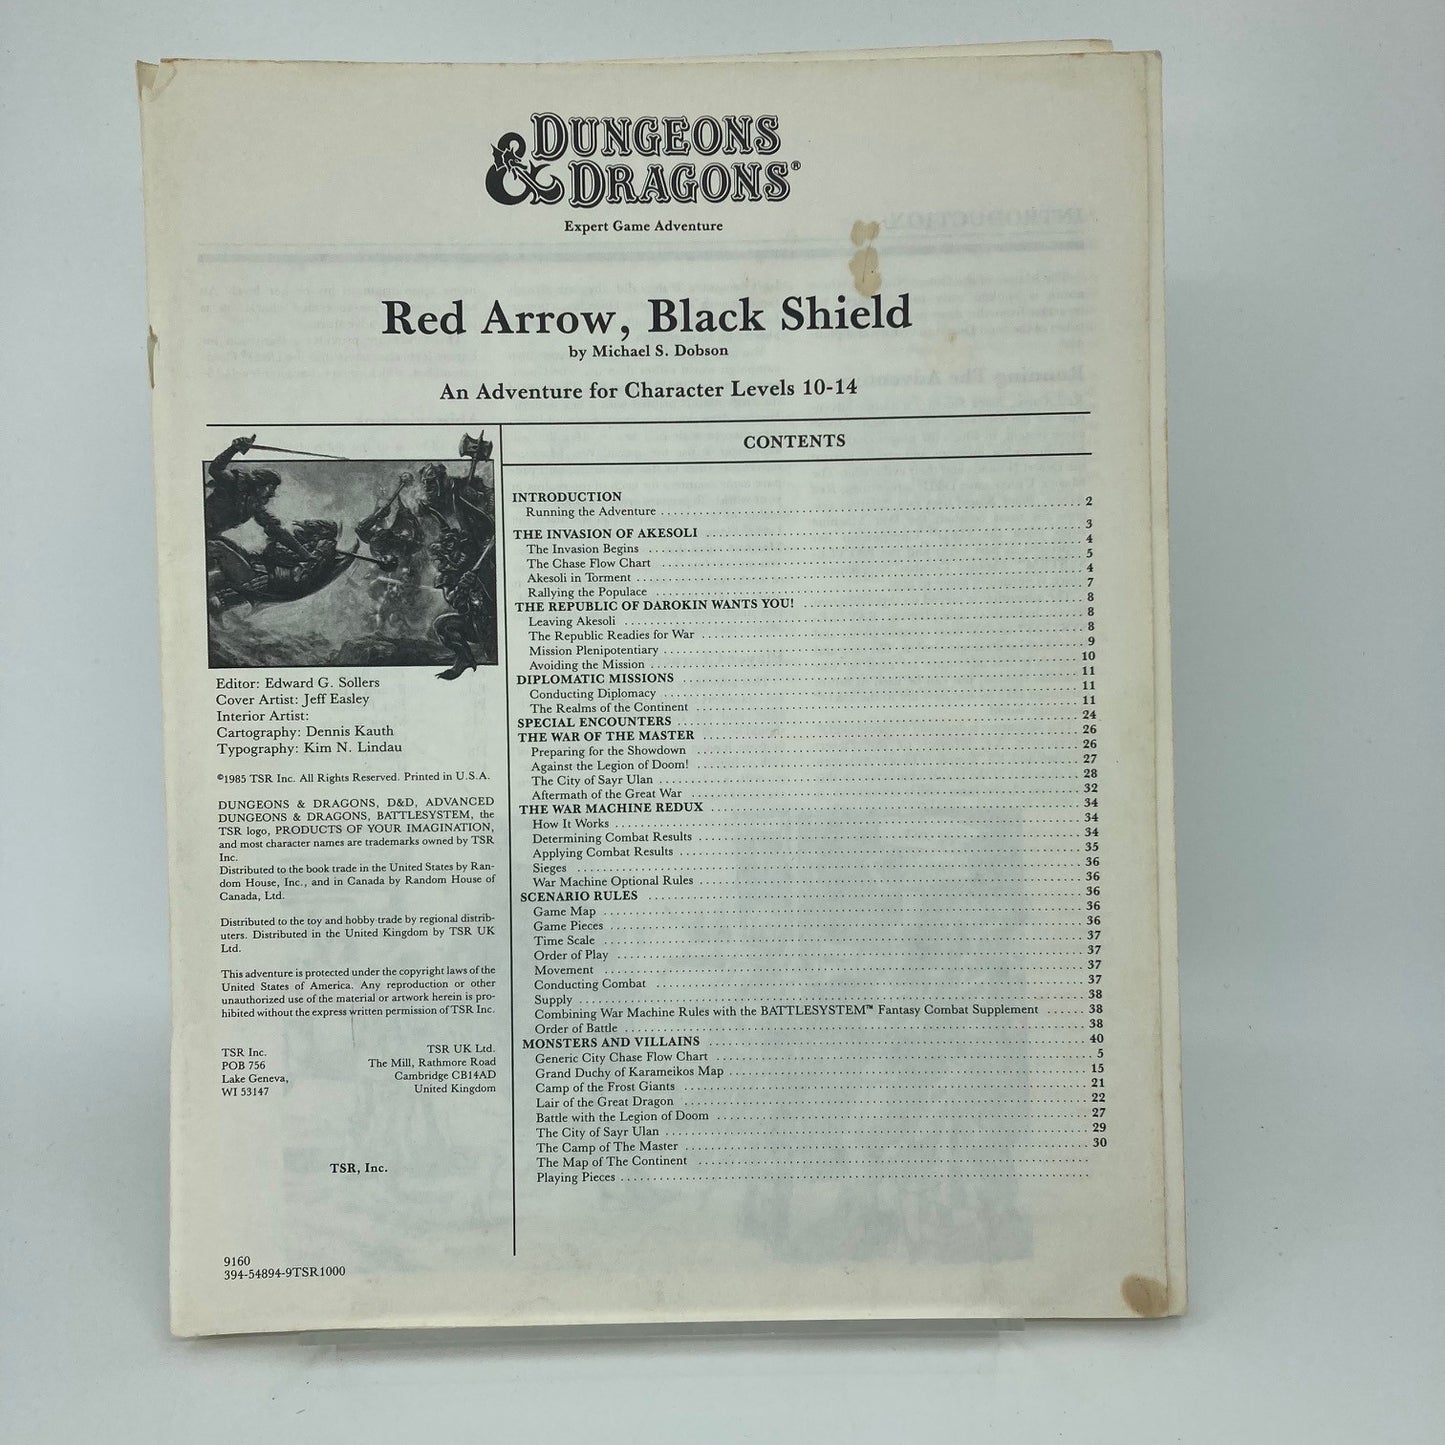 DUNGEONS
& DRAGONS®
Expert Game Adventure
Red Arrow, Black Shield
by Michael S. Dobson
An Adventure for Character Levels 10-14
Editor: Edward G. Sollers
Cover Artist: Jeff Easley
Interior Artist:
Cartography: Dennis Kauth
Typography: Kim N. Lindau
©1985 TSR Inc. All Rights Reserved. Printed in U.S.A.
DUNGEONS & DRAGONS, D&D, ADVANCED
DUNGEONS & DRAGONS, BATTLESYSTEM, the
TSR logo, PRODUCTS OF YOUR IMAGINATION,
and most character names are trademarks owned by TSR
Inc.
Distributed to the book trade in the United States by Ran-
dom House, Inc., and in Canada by Random House of
Canada, Ltd.
Distributed to the toy and hobby trade by regional distrib-
uters. Distributed in the United Kingdom by TSR UK
Ltd.
This adventure is protected under the copyright laws of the
United States of America. Any reproduction or other
unauthorized use of the material or artwork herein is pro-
hibited without the express written permission of TSR Inc.
TSR Inc.
POB 756
Lake Geneva,
WI 53147
TSR UK Ltd.
The Mill, Rathmore Road
Cambridge CB14AD
United Kingdom
TSR, Inc.
9160
394-54894-9TSR1000
CONTENTS
INTRODUCTION
Running the Adventure ..... 2
THE INVASION OF AKESOLI ..... 3
The Invasion Begins ..... 4
The Chase Flow Chart ..... 5
Akesoli in Torment ..... 4
Rallying the Populace ..... 7
THE REPUBLIC OF DAROKIN WANTS YOU! ..... 8
Leaving Akesoli ..... 8
The Republic Readies for War ..... 8
Mission Plenipotentiary ..... 9
Avoiding the Mission ..... 10
DIPLOMATIC MISSIONS ..... 11
Conducting Diplomacy ..... 11
The Realms of the Continent ..... 11
SPECIAL ENCOUNTERS ..... 24
THE WAR OF THE MASTER ..... 26
Preparing for the Showdown ..... 26
Against the Legion of Doom! ..... 27
The City of Sayr Ulan ..... 28
Aftermath of the Great War ..... 32
THE WAR MACHINE REDUX ..... 34
How It Works ..... 34
Determining Combat Results ..... 34
Applying Combat Results ..... 35
Sieges ..... 36
War Machine Optional Rules ..... 36
SCENARIO RULES ..... 36
Game Map ..... 36
Game Pieces ..... 36
Time Scale ..... 37
Order of Play ..... 37
Movement ..... 37
Conducting Combat ..... 37
Supply ..... 38
Combining War Machine Rules with the BATTLESYSTEM™ Fantasy Combat Supplement ..... 38
Order of Battle ..... 38
MONSTERS AND VILLAINS ..... 40
Generic City Chase Flow Chart ..... 5
Grand Duchy of Karameikos Map ..... 15
Camp of the Frost Giants ..... 21
Lair of the Great Dragon ..... 22
Battle with the Legion of Doom ..... 27
The City of Sayr Ulan ..... 29
The Camp of The Master ..... 30
The Map of The Continent .....
Playing Pieces .....